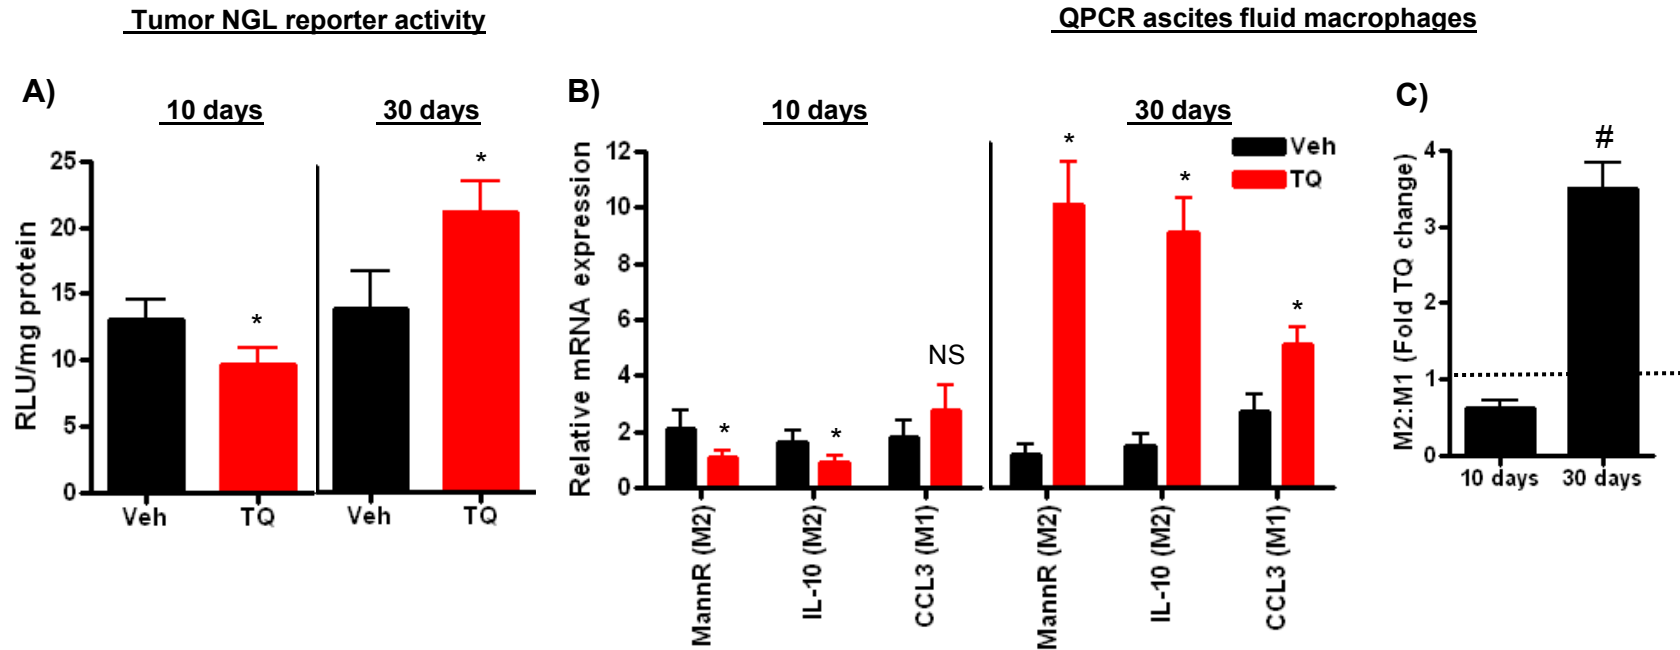 Tumor NGL reporter activity
QPCR ascites fluid macrophages
A)
10 days
30 days
RLU/mg protein
25
20
15
10
5
0
*
*
Veh
TQ
Veh
TQ
B)
10 days
30 days
Relative mRNA expression
12
10
8
6
4
2
0
*
*
NS
*
*
*
Veh
TQ
MannR (M2)
IL-10 (M2)
CCL3 (M1)
MannR (M2)
IL-10 (M2)
CCL3 (M1)
C)
M2:M1 (Fold TQ change)
4
3
2
1
0
#
10 days
30 days